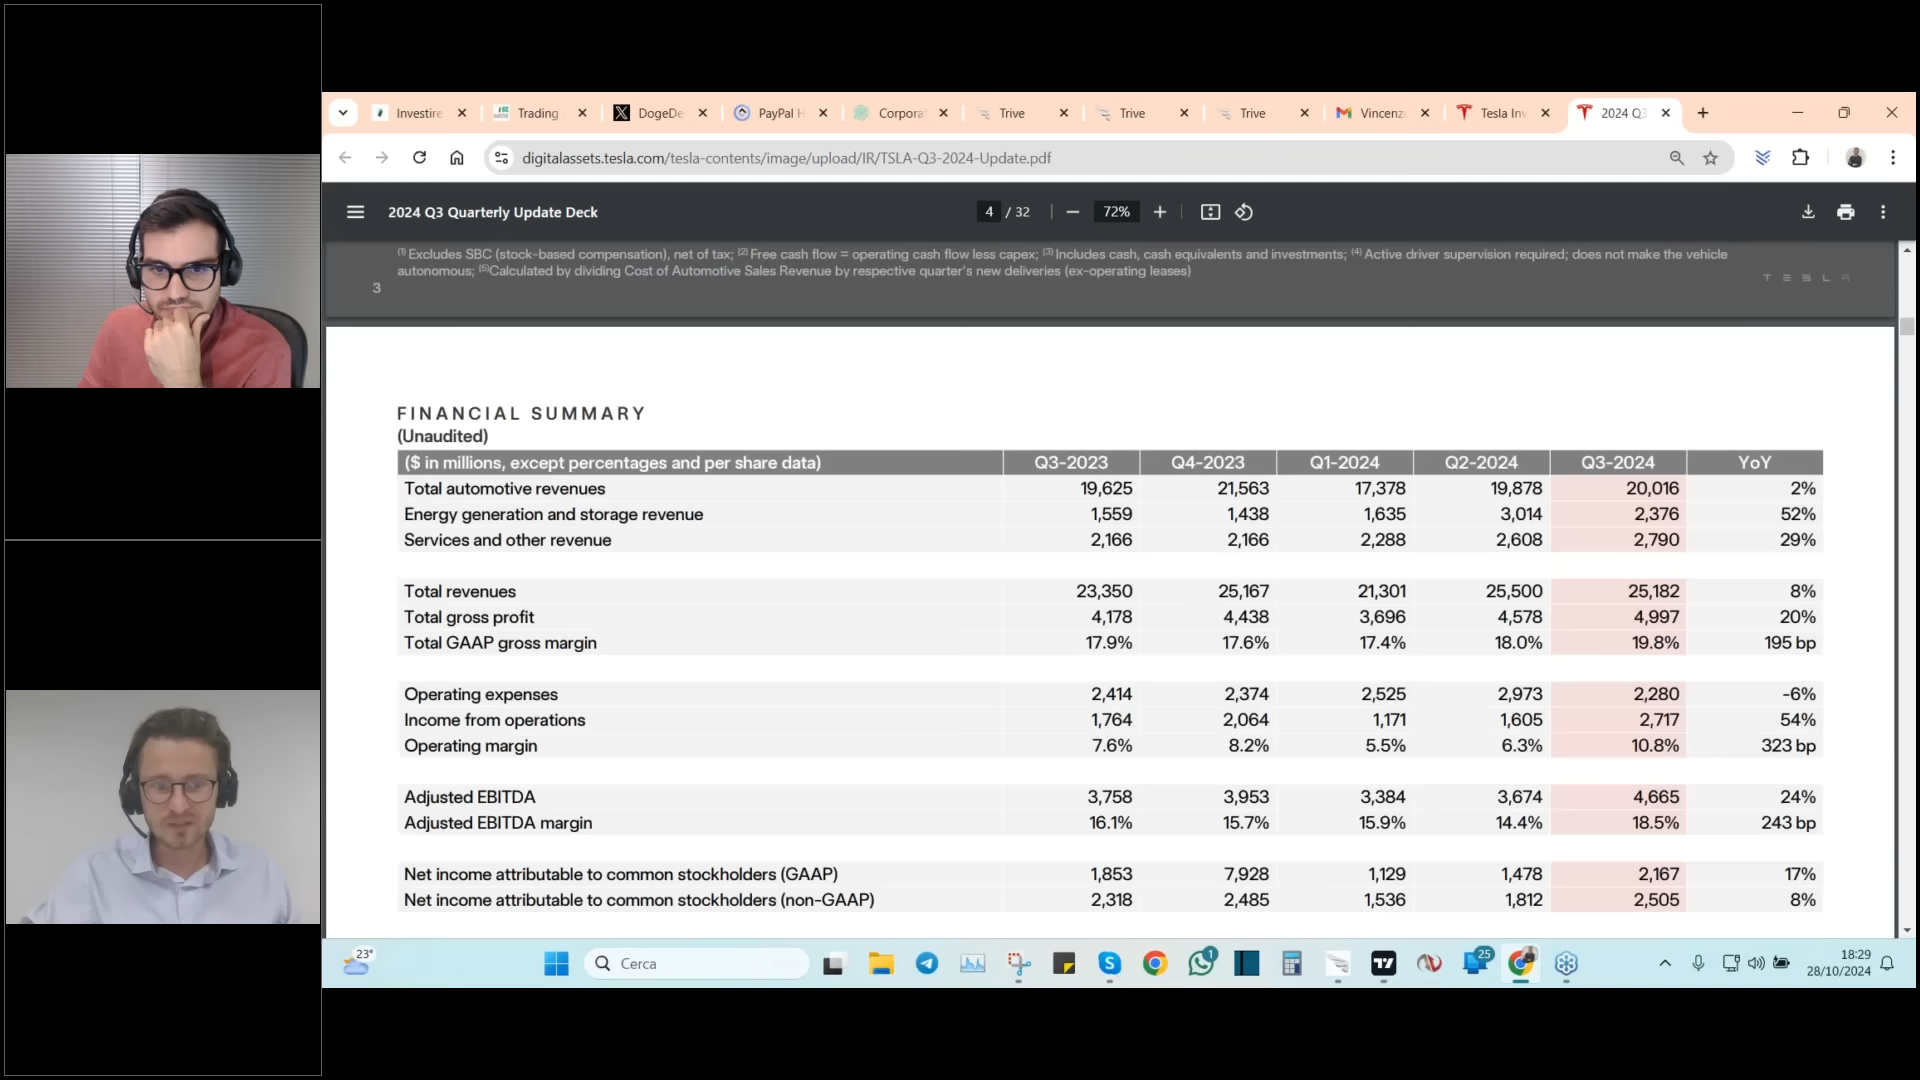 Investire
Trading
DogeDe
PayPal H
Corpora
Trive
Trive
Trive
Vincenz
Tesla Inv
2024 Q3
digitalassets.tesla.com/tesla-contents/image/upload/IR/TSLA-Q3-2024-Update.pdf
2024 Q3 Quarterly Update Deck
4 / 32
72%
(1) Excludes SBC (stock-based compensation), net of tax; (2) Free cash flow = operating cash flow less capex; (3) Includes cash, cash equivalents and investments; (4) Active driver supervision required; does not make the vehicle
autonomous; (5)Calculated by dividing Cost of Automotive Sales Revenue by respective quarter's new deliveries (ex-operating leases)
3
TESLA
FINANCIAL SUMMARY
(Unaudited)
($ in millions, except percentages and per share data) Q3-2023 Q4-2023 Q1-2024 Q2-2024 Q3-2024 YoY
Total automotive revenues 19,625 21,563 17,378 19,878 20,016 2%
Energy generation and storage revenue 1,559 1,438 1,635 3,014 2,376 52%
Services and other revenue 2,166 2,166 2,288 2,608 2,790 29%
Total revenues 23,350 25,167 21,301 25,500 25,182 8%
Total gross profit 4,178 4,438 3,696 4,578 4,997 20%
Total GAAP gross margin 17.9% 17.6% 17.4% 18.0% 19.8% 195 bp
Operating expenses 2,414 2,374 2,525 2,973 2,280 -6%
Income from operations 1,764 2,064 1,171 1,605 2,717 54%
Operating margin 7.6% 8.2% 5.5% 6.3% 10.8% 323 bp
Adjusted EBITDA 3,758 3,953 3,384 3,674 4,665 24%
Adjusted EBITDA margin 16.1% 15.7% 15.9% 14.4% 18.5% 243 bp
Net income attributable to common stockholders (GAAP) 1,853 7,928 1,129 1,478 2,167 17%
Net income attributable to common stockholders (non-GAAP) 2,318 2,485 1,536 1,812 2,505 8%
23°
Cerca
1
25
18:29
28/10/2024